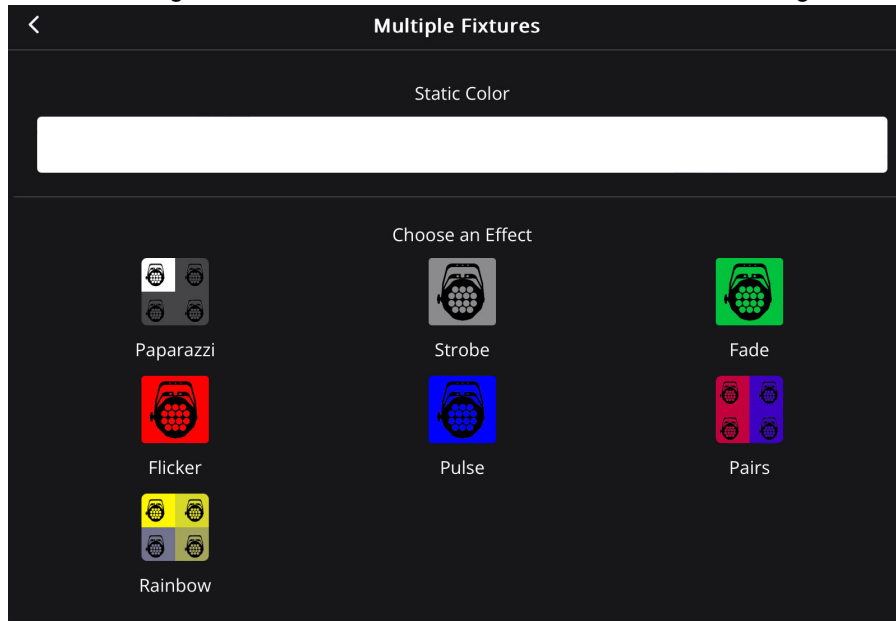 Multiple Fixtures
Static Color
Choose an Effect
Paparazzi
Strobe
Fade
Flicker
Pulse
Pairs
Rainbow